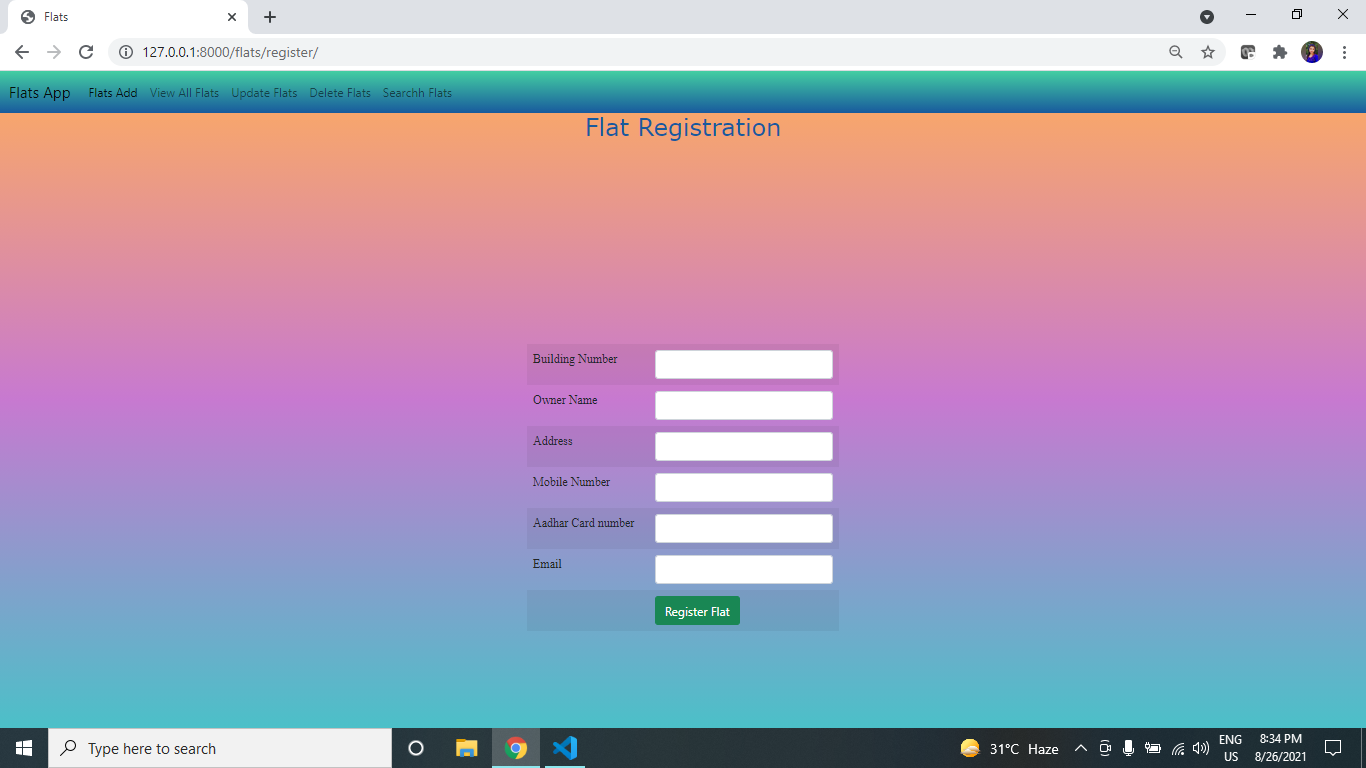 Flats
127.0.0.1:8000/flats/register/
Flats App Flats Add View All Flats Update Flats Delete Flats Searchh Flats
Flat Registration
Building Number
Owner Name
Address
Mobile Number
Aadhar Card number
Email
Register Flat
Type here to search
31°C Haze
ENG
US
8:34 PM
8/26/2021